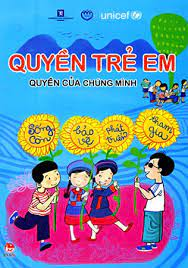 unicef
QUYỀN TRẺ EM
QUYỀN CỦA CHÚNG MÌNH
Sống còn
bảo vệ
phát triển
tham gia